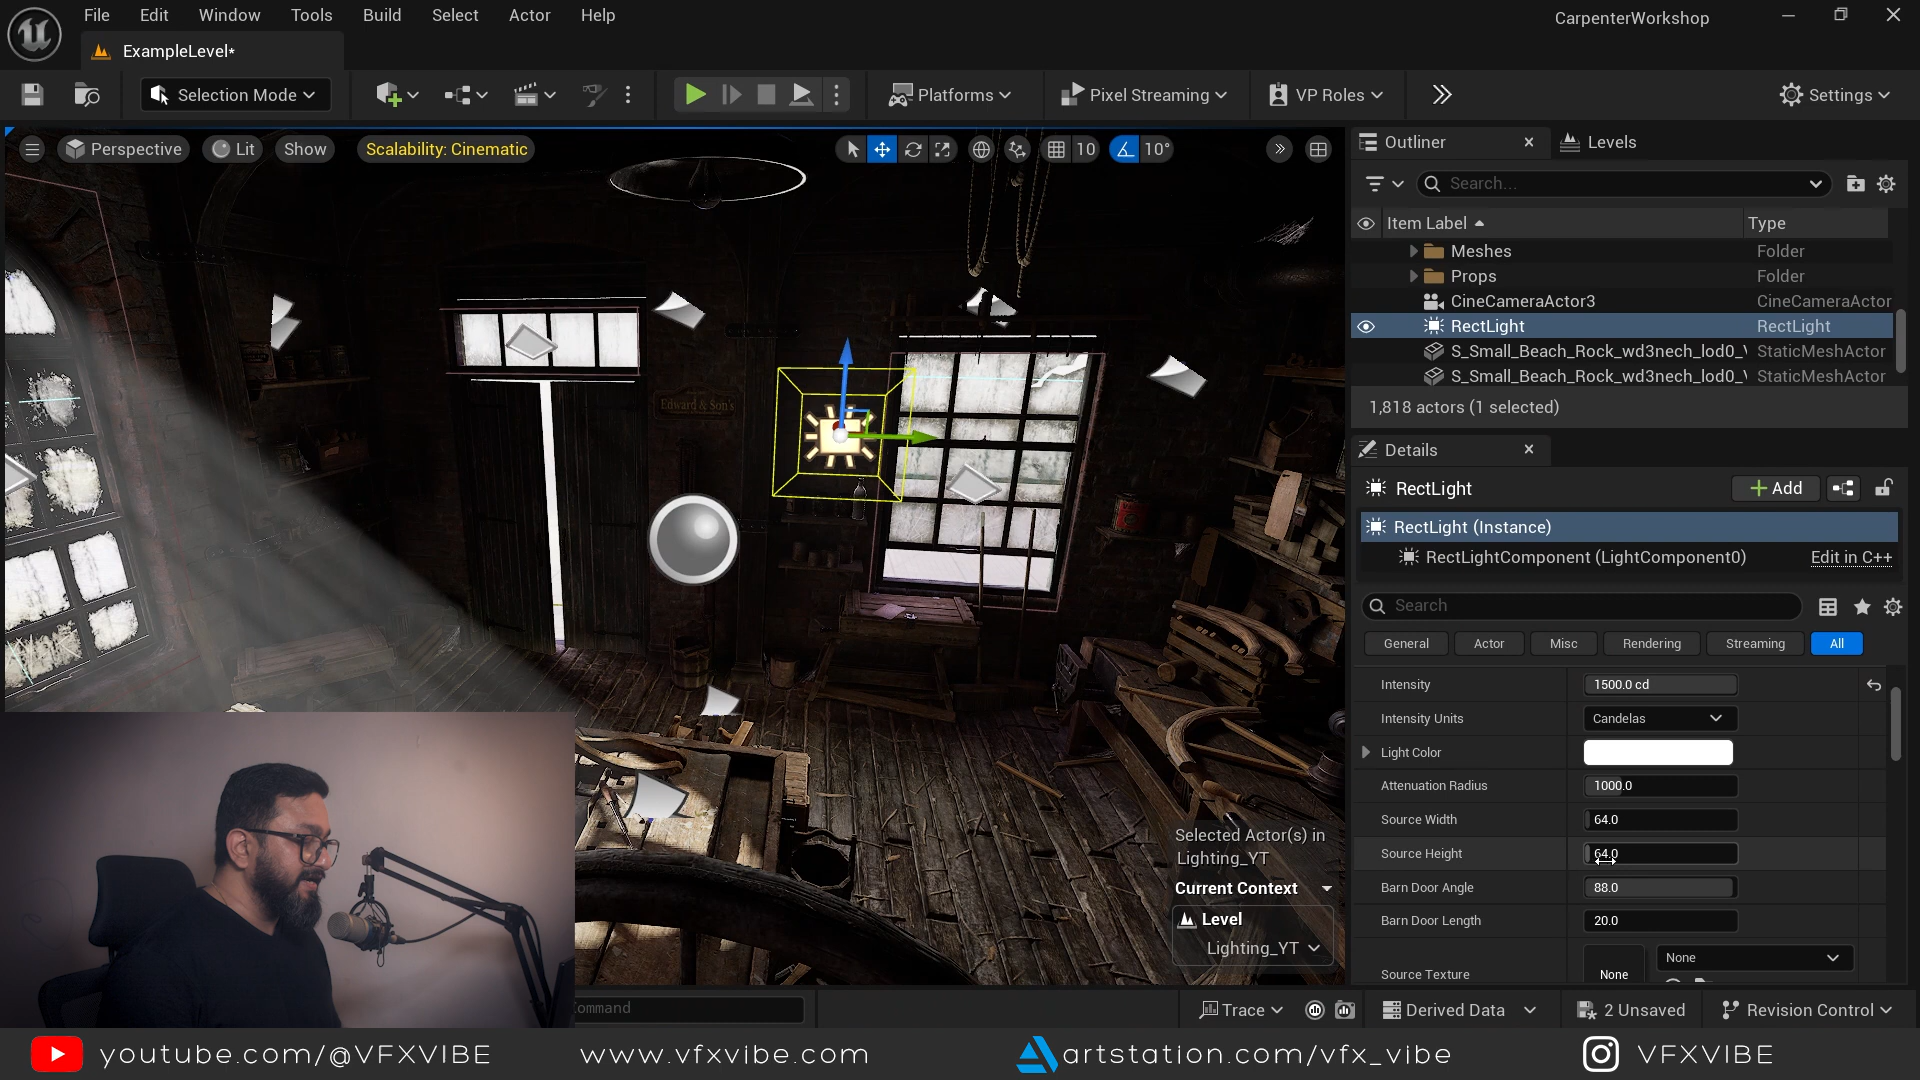 File Edit Window Tools Build Select Actor Help
CarpenterWorkshop
ExampleLevel*
Selection Mode
Platforms
Pixel Streaming
VP Roles
Settings
Perspective
Lit
Show
Scalability: Cinematic
10
10°
Edward & Son's
Selected Actor(s) in
Lighting_YT
Current Context
Level
Lighting_YT
Outliner
Levels
Search...
Item Label
Type
Meshes
Folder
Props
Folder
CineCameraActor3
CineCameraActor
RectLight
RectLight
S_Small_Beach_Rock_wd3nech_lod0_
StaticMeshActor
S_Small_Beach_Rock_wd3nech_lod0_
StaticMeshActor
1,818 actors (1 selected)
Details
RectLight
Add
RectLight (Instance)
RectLightComponent (LightComponent0)
Edit in C++
Search
General
Actor
Misc
Rendering
Streaming
All
Intensity
1500.0 cd
Intensity Units
Candelas
Light Color
Attenuation Radius
1000.0
Source Width
64.0
Source Height
64.0
Barn Door Angle
88.0
Barn Door Length
20.0
Source Texture
None
None
ommand
Trace
Derived Data
2 Unsaved
Revision Control
youtube.com/@VFXVIBE
www.vfxvibe.com
artstation.com/vfx_vibe
VFXVIBE